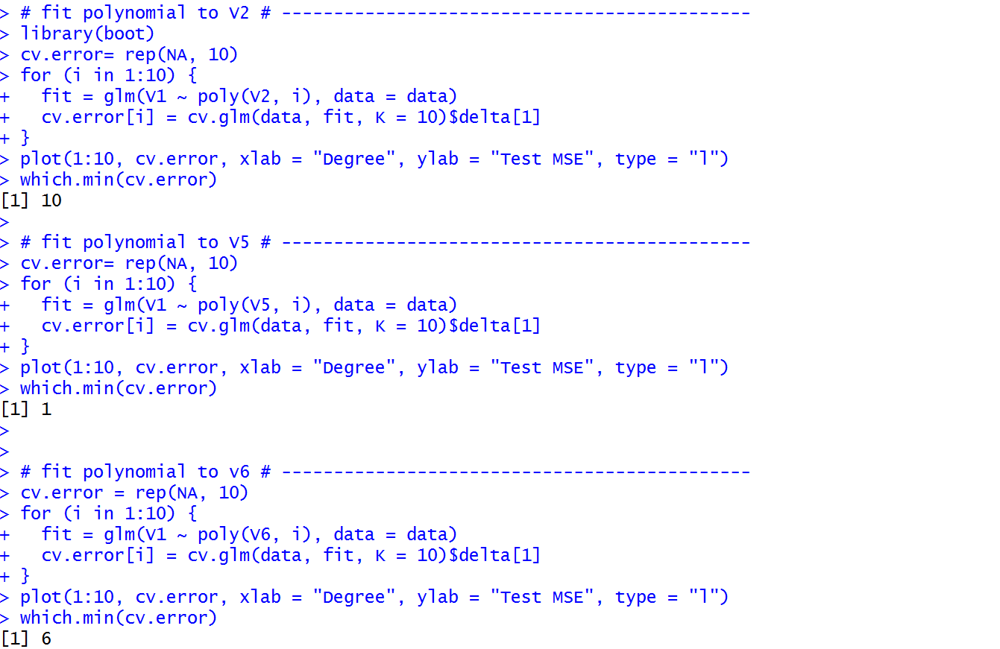 > # fit polynomial to V2 # ---------------------------------------------
> library(boot)
> cv.error= rep(NA, 10)
> for (i in 1:10) {
+   fit = glm(V1 ~ poly(V2, i), data = data)
+   cv.error[i] = cv.glm(data, fit, K = 10)$delta[1]
+ }
> plot(1:10, cv.error, xlab = "Degree", ylab = "Test MSE", type = "l")
> which.min(cv.error)
[1] 10
>
> # fit polynomial to V5 # ---------------------------------------------
> cv.error= rep(NA, 10)
> for (i in 1:10) {
+   fit = glm(V1 ~ poly(V5, i), data = data)
+   cv.error[i] = cv.glm(data, fit, K = 10)$delta[1]
+ }
> plot(1:10, cv.error, xlab = "Degree", ylab = "Test MSE", type = "l")
> which.min(cv.error)
[1] 1
>
>
> # fit polynomial to v6 # ---------------------------------------------
> cv.error = rep(NA, 10)
> for (i in 1:10) {
+   fit = glm(V1 ~ poly(V6, i), data = data)
+   cv.error[i] = cv.glm(data, fit, K = 10)$delta[1]
+ }
> plot(1:10, cv.error, xlab = "Degree", ylab = "Test MSE", type = "l")
> which.min(cv.error)
[1] 6